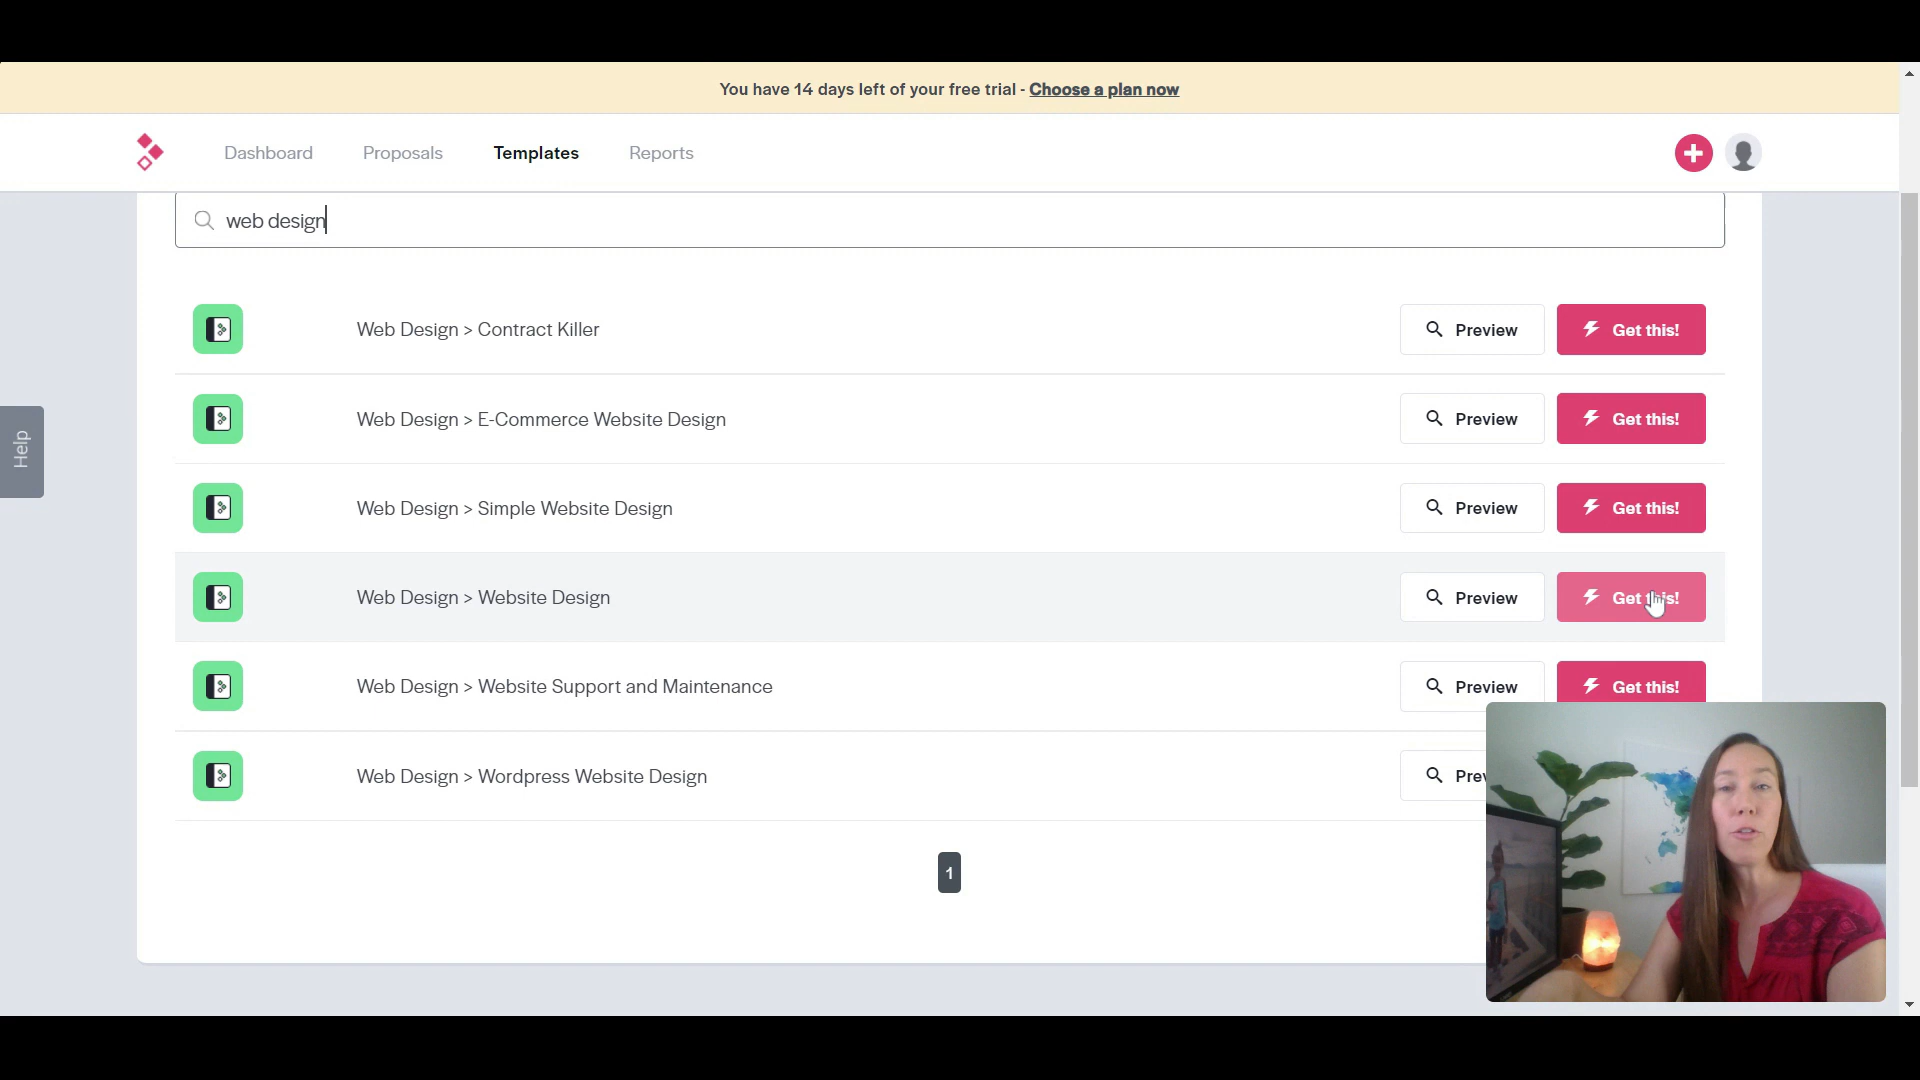 You have 14 days left of your free trial - Choose a plan now
Dashboard Proposals Templates Reports
web design
Web Design > Contract Killer Preview Get this!
Web Design > E-Commerce Website Design Preview Get this!
Help
Web Design > Simple Website Design Preview Get this!
Web Design > Website Design Preview Get this!
Web Design > Website Support and Maintenance Preview Get this!
Web Design > Wordpress Website Design Prev
1